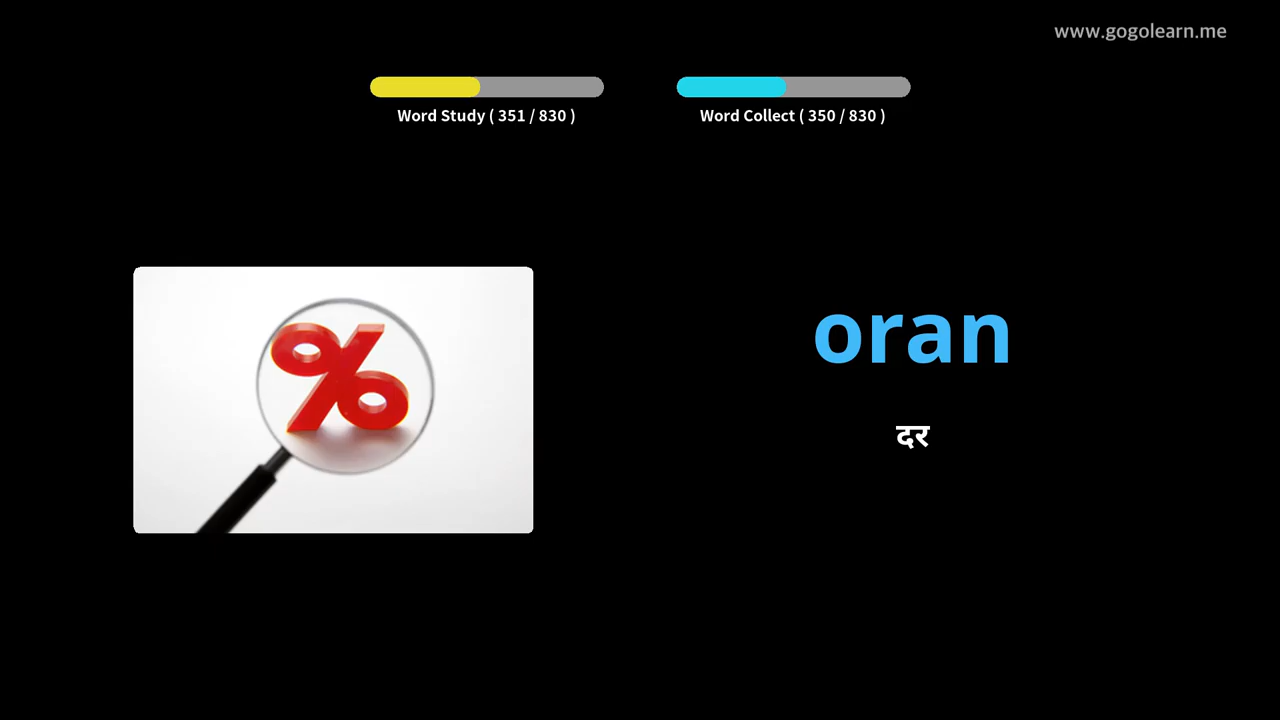 www.gogolearn.me
Word Study ( 351 / 830 )
Word Collect ( 350 / 830 )
%
oran
दर